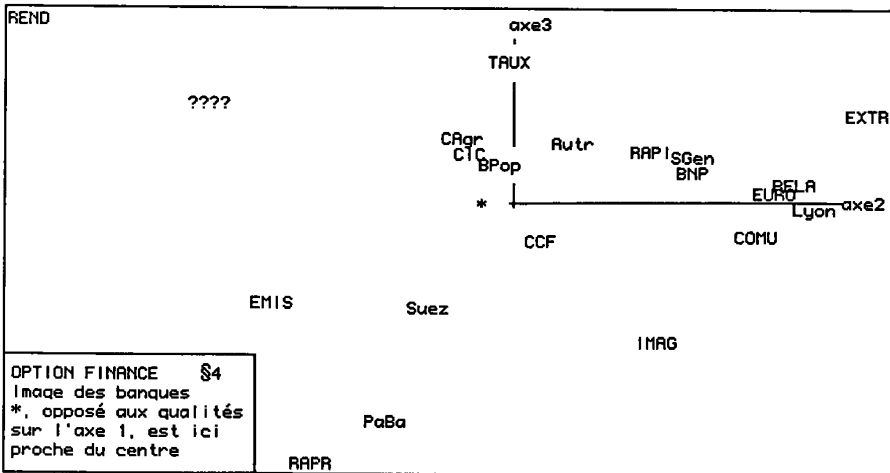 REND
axe3
TAUX
????
EXTR
CAgr
Autr
CIC
RAPI
SGen
BPop
BNP
BELA
EURO
*
Lyon
axe2
CCF
COMU
EMIS
Suez
IMAG
OPTION FINANCE §4
Image des banques
*, opposé aux qualités
sur l'axe 1, est ici
proche du centre
PaBa
RAPR